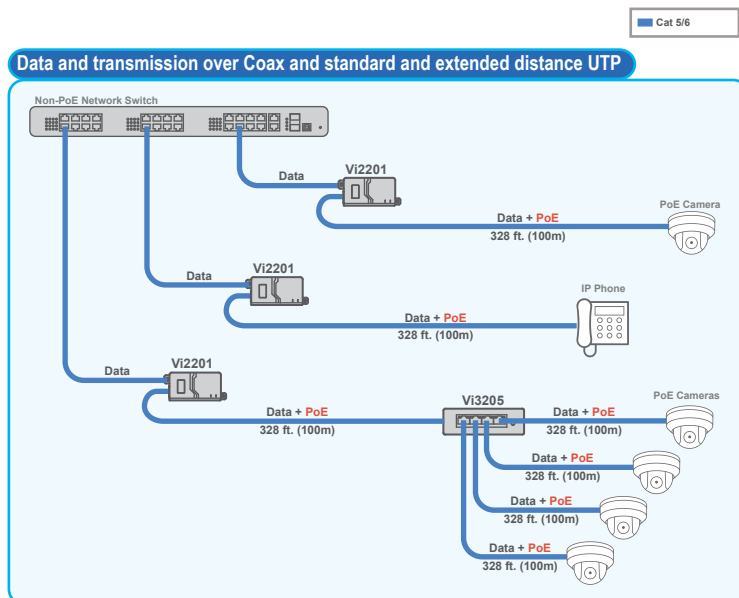 Cat 5/6
Data and transmission over Coax and standard and extended distance UTP
Non-PoE Network Switch
Data
Vi2201
Data + PoE
328 ft. (100m)
PoE Camera
Data
Vi2201
Data + PoE
328 ft. (100m)
IP Phone
Data
Vi2201
Data + PoE
328 ft. (100m)
Vi3205
Data + PoE
328 ft. (100m)
PoE Cameras
Data + PoE
328 ft. (100m)
Data + PoE
328 ft. (100m)
Data + PoE
328 ft. (100m)